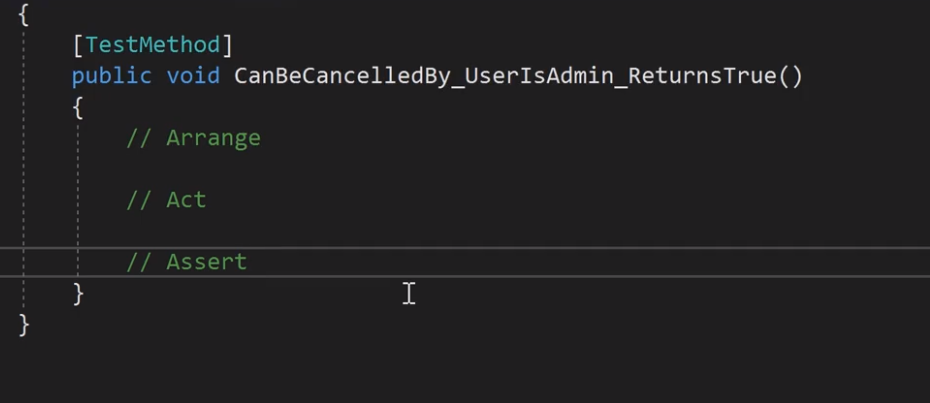 {
[TestMethod]
public void CanBeCancelledBy_UserIsAdmin_ReturnsTrue()
{
// Arrange
// Act
// Assert
}
}